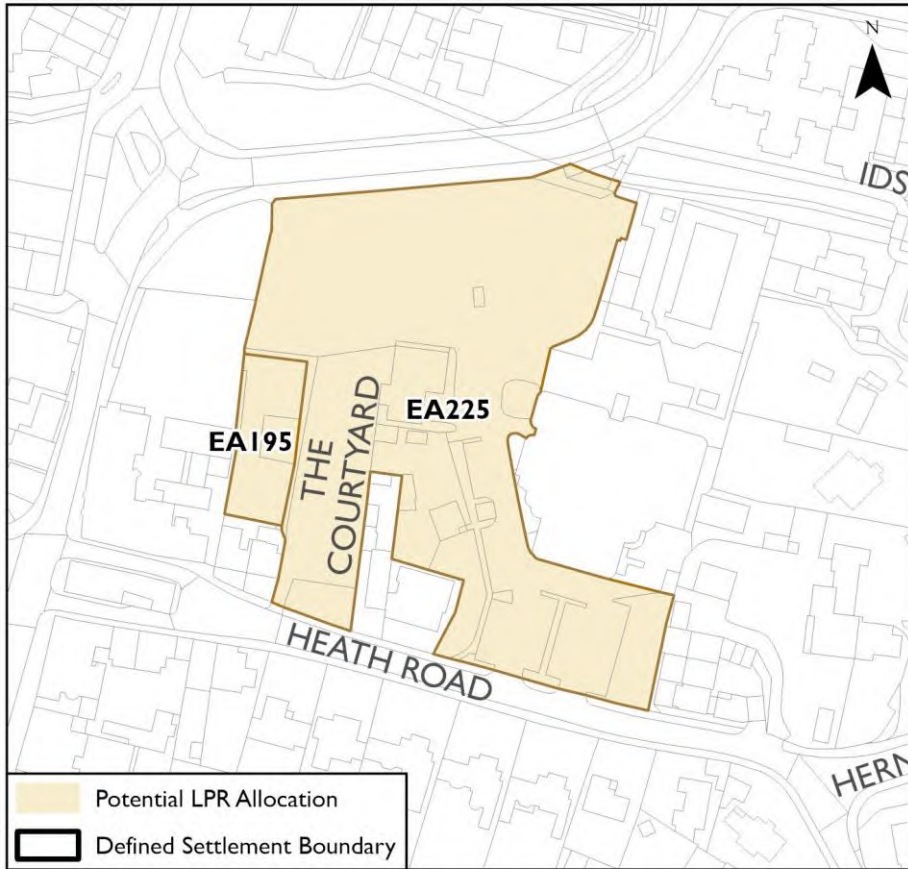 N
IDS
EA225
EA195
THE
COURTYARD
HEATH ROAD
HERN
Potential LPR Allocation
Defined Settlement Boundary